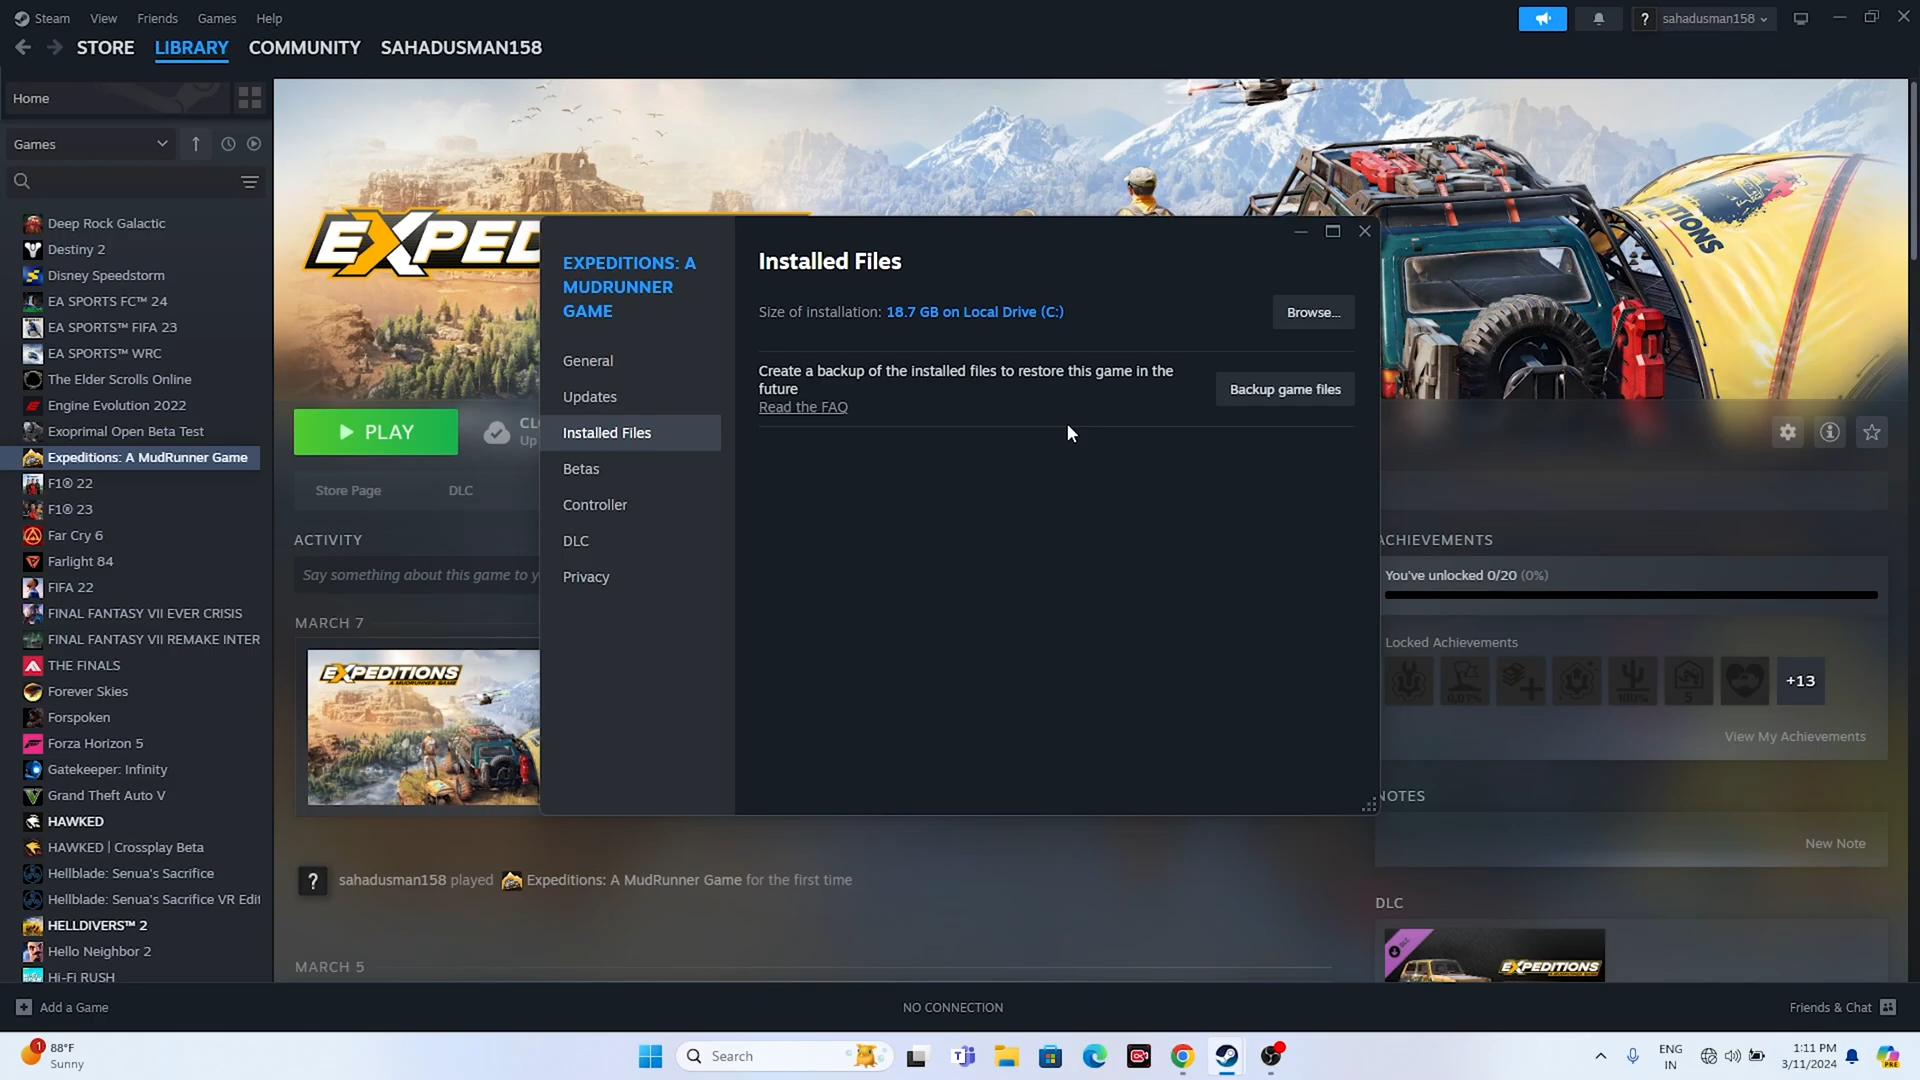 Steam View Friends Games Help
sahadusman158
STORE LIBRARY COMMUNITY SAHADUSMAN158
Home
Games
Deep Rock Galactic
Destiny 2
Disney Speedstorm
EA SPORTS FC™ 24
EA SPORTS™ FIFA 23
EA SPORTS™ WRC
The Elder Scrolls Online
Engine Evolution 2022
Exoprimal Open Beta Test
Expeditions: A MudRunner Game
F1® 22
F1® 23
Far Cry 6
Farlight 84
FIFA 22
FINAL FANTASY VII EVER CRISIS
FINAL FANTASY VII REMAKE INTER
THE FINALS
Forever Skies
Forspoken
Forza Horizon 5
Gatekeeper: Infinity
Grand Theft Auto V
HAWKED
HAWKED | Crossplay Beta
Hellblade: Senua's Sacrifice
Hellblade: Senua's Sacrifice VR Edit
HELLDIVERS™ 2
Hello Neighbor 2
Hi-Fi RUSH
EXPED
PLAY
CL
Up
Store Page DLC
ACTIVITY
Say something about this game to y
MARCH 7
EXPEDITIONS
A MUDRUNNER GAME
? sahadusman158 played Expeditions: A MudRunner Game for the first time
MARCH 5
EXPEDITIONS: A
MUDRUNNER
GAME
General
Updates
Installed Files
Betas
Controller
DLC
Privacy
Installed Files
Size of installation: 18.7 GB on Local Drive (C:)
Browse...
Create a backup of the installed files to restore this game in the
future
Read the FAQ
Backup game files
ACHIEVEMENTS
You've unlocked 0/20 (0%)
Locked Achievements
100%
5
+13
View My Achievements
NOTES
New Note
DLC
DLC
EXPEDITIONS
Add a Game
NO CONNECTION
Friends & Chat
1
88°F
Sunny
Search
ENG
IN
1:11 PM
3/11/2024
PRE